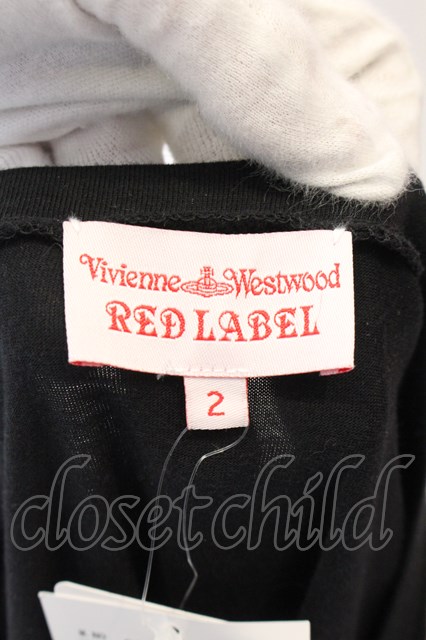 Vivienne Westwood
RED LABEL
2
closetchild